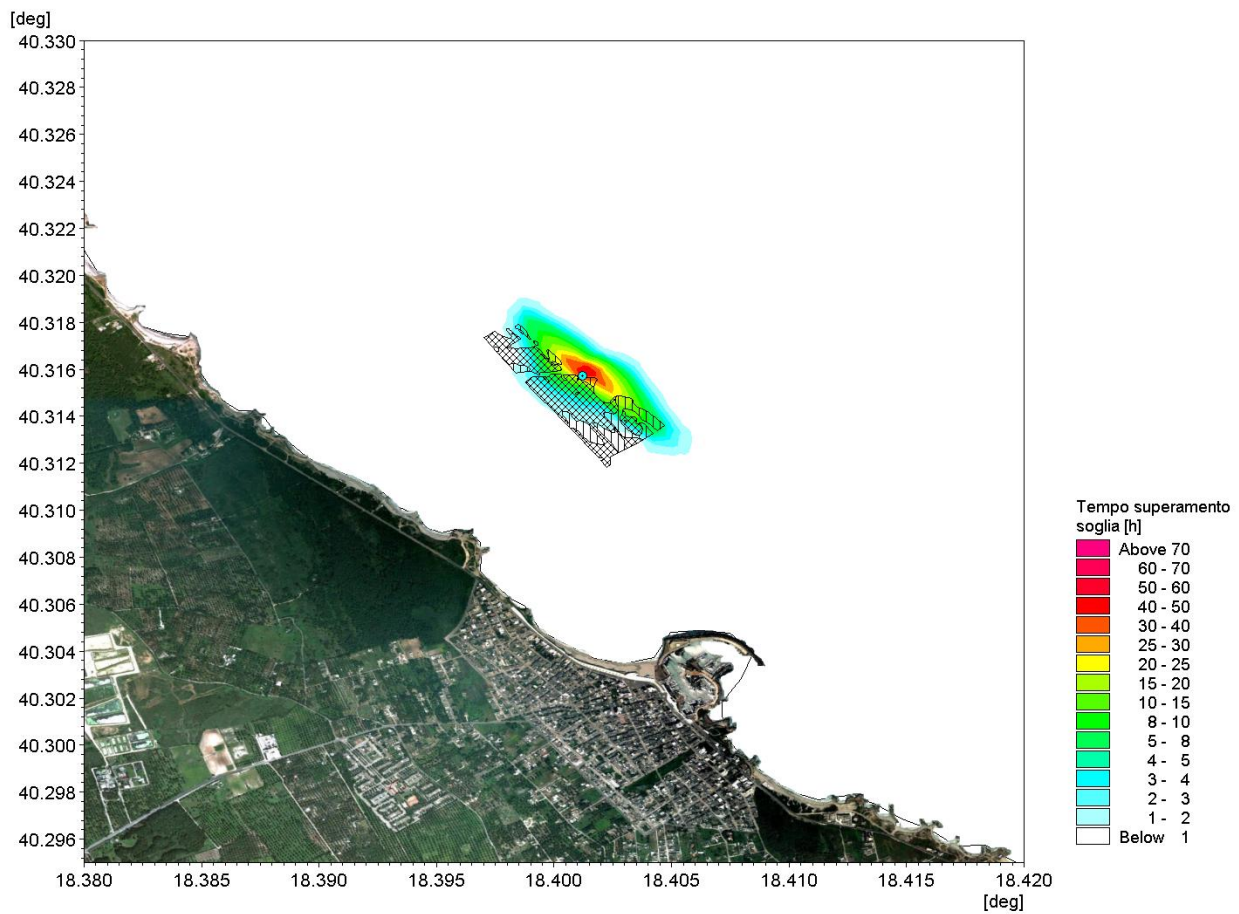 [deg]
40.330
40.328
40.326
40.324
40.322
40.320
40.318
40.316
40.314
40.312
40.310
40.308
40.306
40.304
40.302
40.300
40.298
40.296
18.380 18.385 18.390 18.395 18.400 18.405 18.410 18.415 18.420
[deg]
Tempo superamento
soglia [h]
Above 70
60 - 70
50 - 60
40 - 50
30 - 40
25 - 30
20 - 25
15 - 20
10 - 15
8 - 10
5 - 8
4 - 5
3 - 4
2 - 3
1 - 2
Below 1